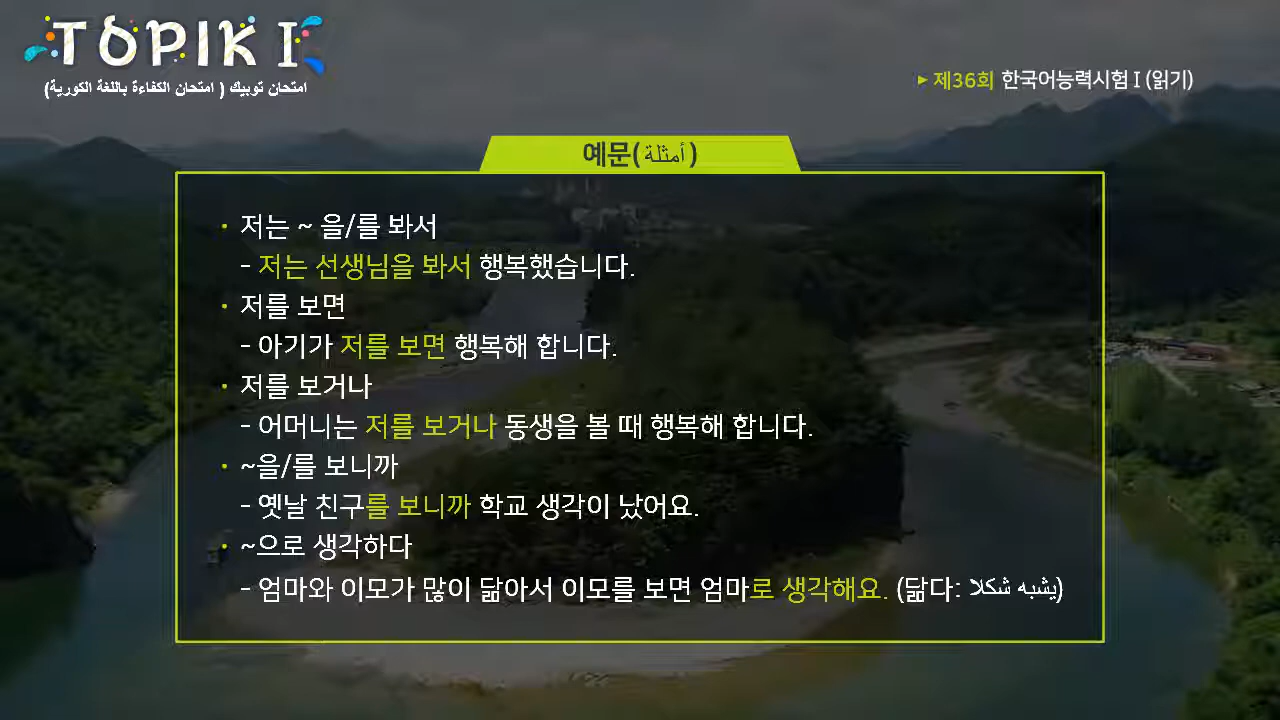 TOPIK I
امتحان توبيك ( امتحان الكفاءة باللغة الكورية)
▶ 제36회 한국어능력시험 I (읽기)
예문(أمثلة)
· 저는 ~ 을/를 봐서
- 저는 선생님을 봐서 행복했습니다.
· 저를 보면
- 아기가 저를 보면 행복해 합니다.
· 저를 보거나
- 어머니는 저를 보거나 동생을 볼 때 행복해 합니다.
· ~을/를 보니까
- 옛날 친구를 보니까 학교 생각이 났어요.
· ~으로 생각하다
- 엄마와 이모가 많이 닮아서 이모를 보면 엄마로 생각해요. (닮다: يشبه شكلا)